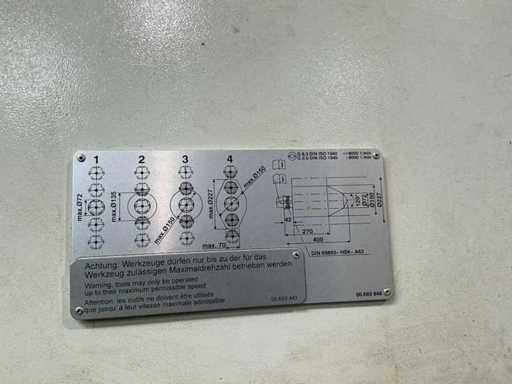 1 2 3 4
max.Ø72
max.Ø135
max.Ø150
max.Ø227
max.Ø150
max. 70
G 6.3 DIN ISO 1940
G 2.5 DIN ISO 1940
270
400
Ø72
Ø150
Ø227
DIN 69893-HSK-A63
Achtung: Werkzeuge dürfen nur bis zu der für das
Werkzeug zulässigen Maximaldrehzahl betrieben werden
Warning, tools may only be operated
up to their maximum permissible speed
Attention, les outils ne doivent être utilisés
que jusqu' à leur vitesse maximale admissible